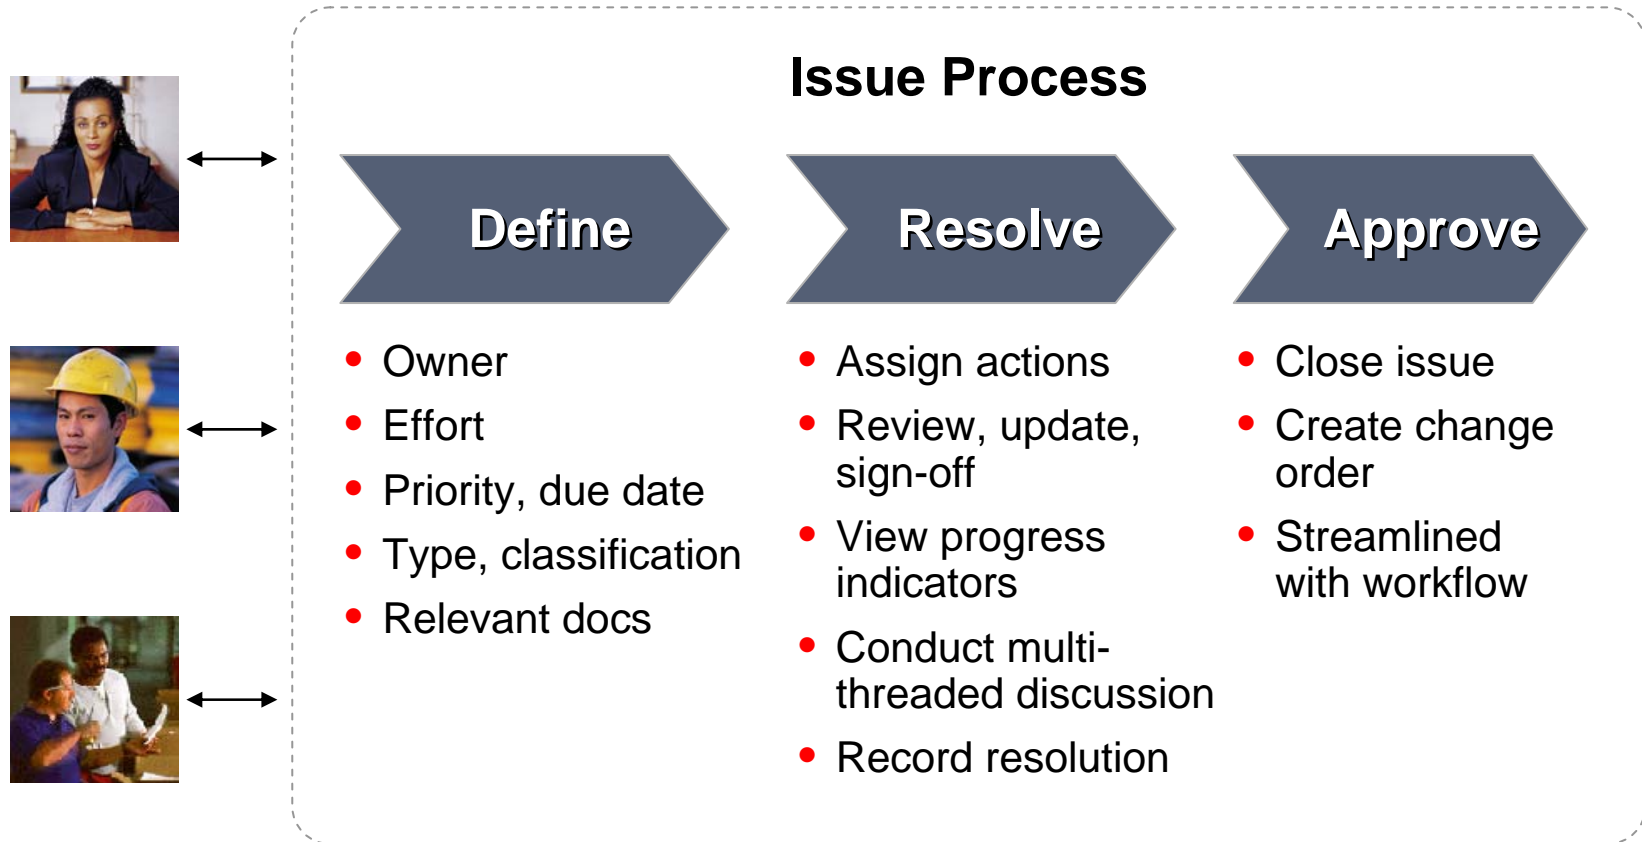 Issue Process
Define
Resolve
Approve
• Owner
• Effort
• Priority, due date
• Type, classification
• Relevant docs
• Assign actions
• Review, update,
sign-off
• View progress
indicators
• Conduct multi-
threaded discussion
• Record resolution
• Close issue
• Create change
order
• Streamlined
with workflow